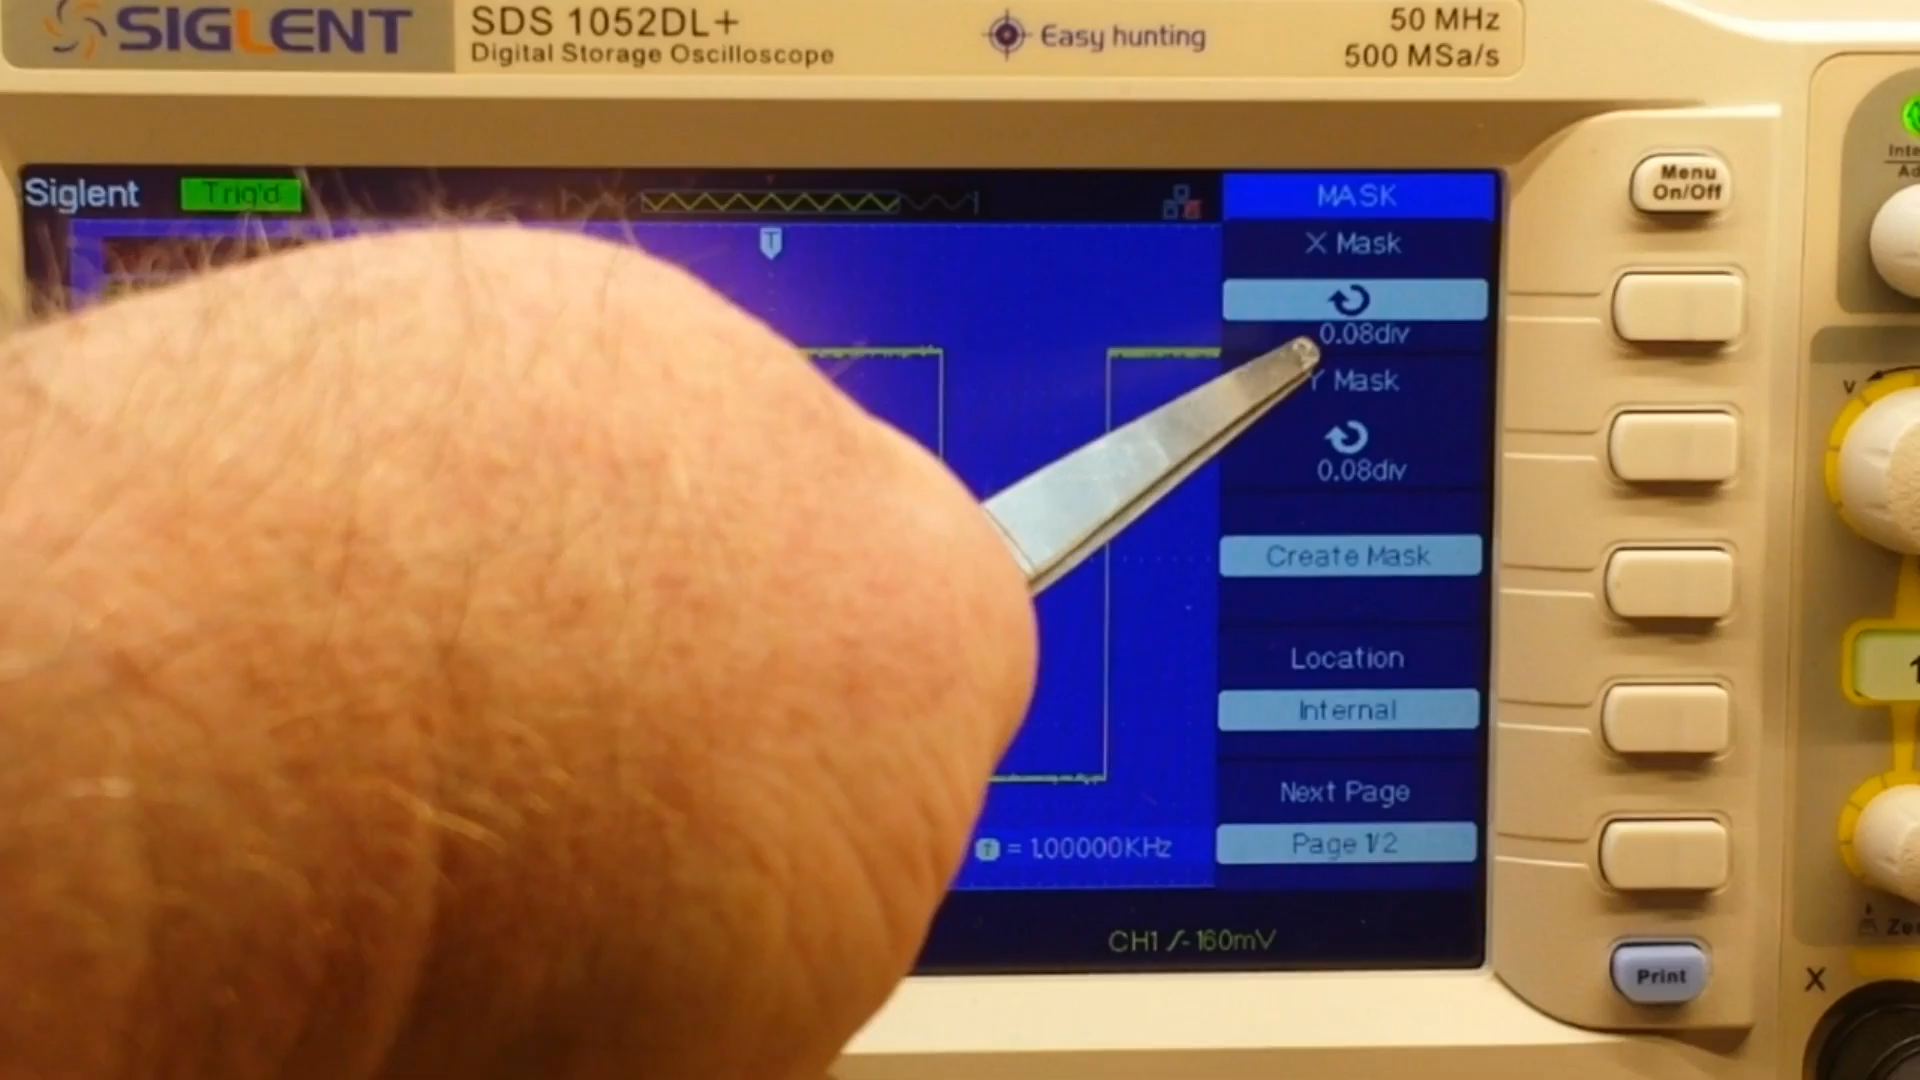 SIGLENT
SDS 1052DL+
Digital Storage Oscilloscope
Easy hunting
50 MHz
500 MSa/s
Siglent
Trig'd
T
MASK
X Mask
0.08div
Y Mask
0.08div
Create Mask
Location
Internal
Next Page
Page 1/2
= 1.00000KHz
CH1
-160mV
Menu
On/Off
Print
V
X